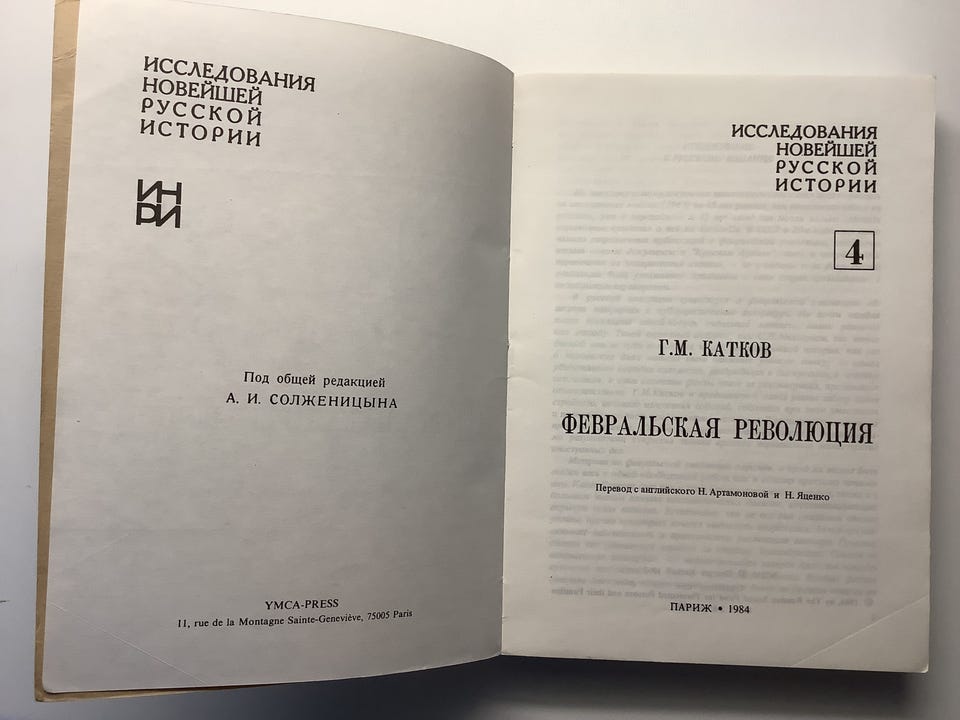 ИССЛЕДОВАНИЯ
НОВЕЙШЕЙ
РУССКОЙ
ИСТОРИИ
ИН
РИ
Под общей редакцией
А. И. СОЛЖЕНИЦЫНА
YMCA-PRESS
11, rue de la Montagne Sainte-Geneviève, 75005 Paris
ИССЛЕДОВАНИЯ
НОВЕЙШЕЙ
РУССКОЙ
ИСТОРИИ
4
Г.М. КАТКОВ
ФЕВРАЛЬСКАЯ РЕВОЛЮЦИЯ
Перевод с английского Н. Артамоновой и Н. Яценко
ПАРИЖ • 1984